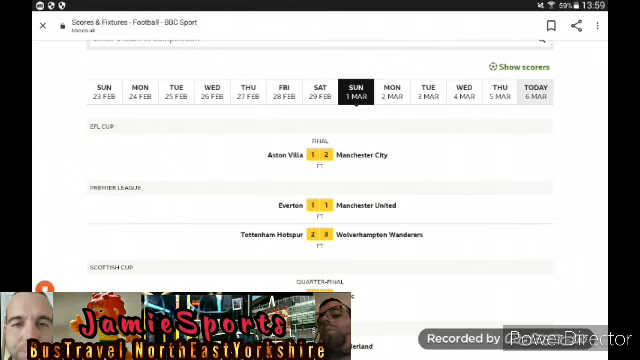 59% 13:59
Scores & Fixtures - Football - BBC Sport
bbc.co.uk
Show scorers
SUN MON TUE WED THU FRI SAT SUN MON TUE WED THU TODAY
23 FEB 24 FEB 25 FEB 26 FEB 27 FEB 28 FEB 29 FEB 1 MAR 2 MAR 3 MAR 4 MAR 5 MAR 6 MAR
EFL CUP
FINAL
Aston Villa 1 2 Manchester City
FT
PREMIER LEAGUE
Everton 1 1 Manchester United
FT
Tottenham Hotspur 2 3 Wolverhampton Wanderers
FT
SCOTTISH CUP
QUARTER-FINAL
JamieSports
BusTravel NorthEastYorkshire
Recorded by
PowerDirector